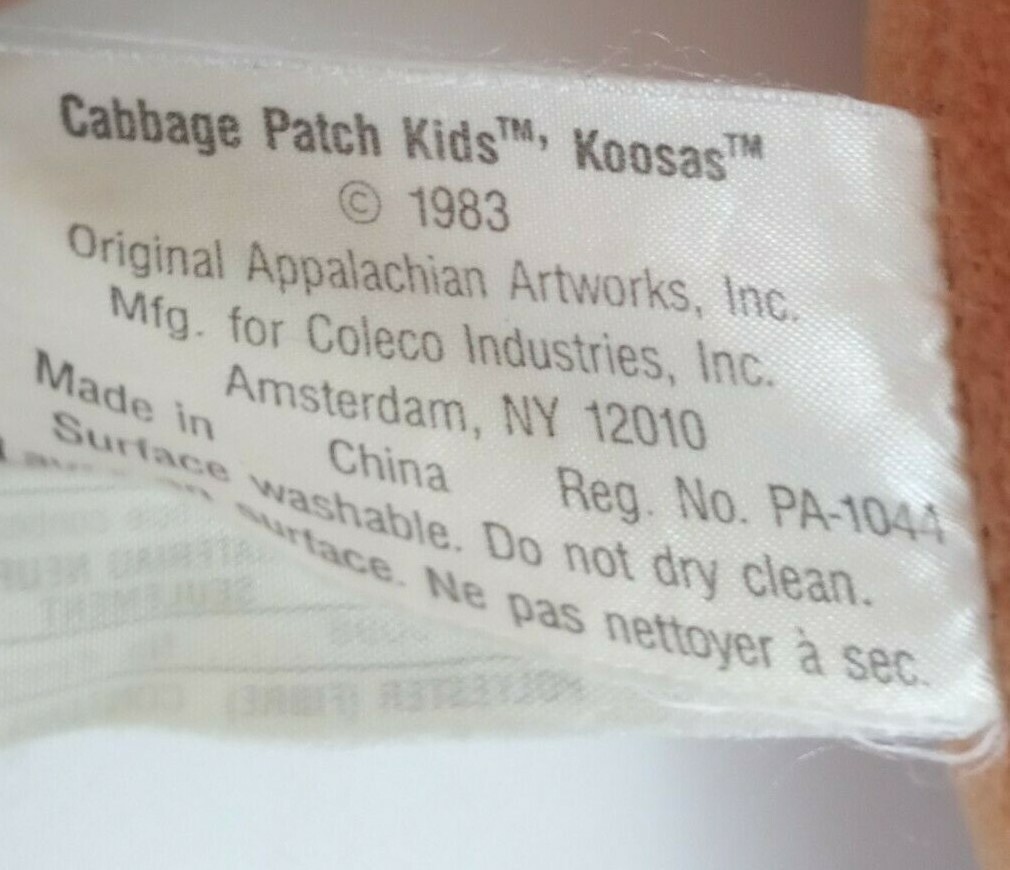 Cabbage Patch Kids™, Koosas™
© 1983
Original Appalachian Artworks, Inc.
Mfg. for Coleco Industries, Inc.
Amsterdam, NY 12010
Made in China Reg. No. PA-1044
Surface washable. Do not dry clean.
surface. Ne pas nettoyer à sec.